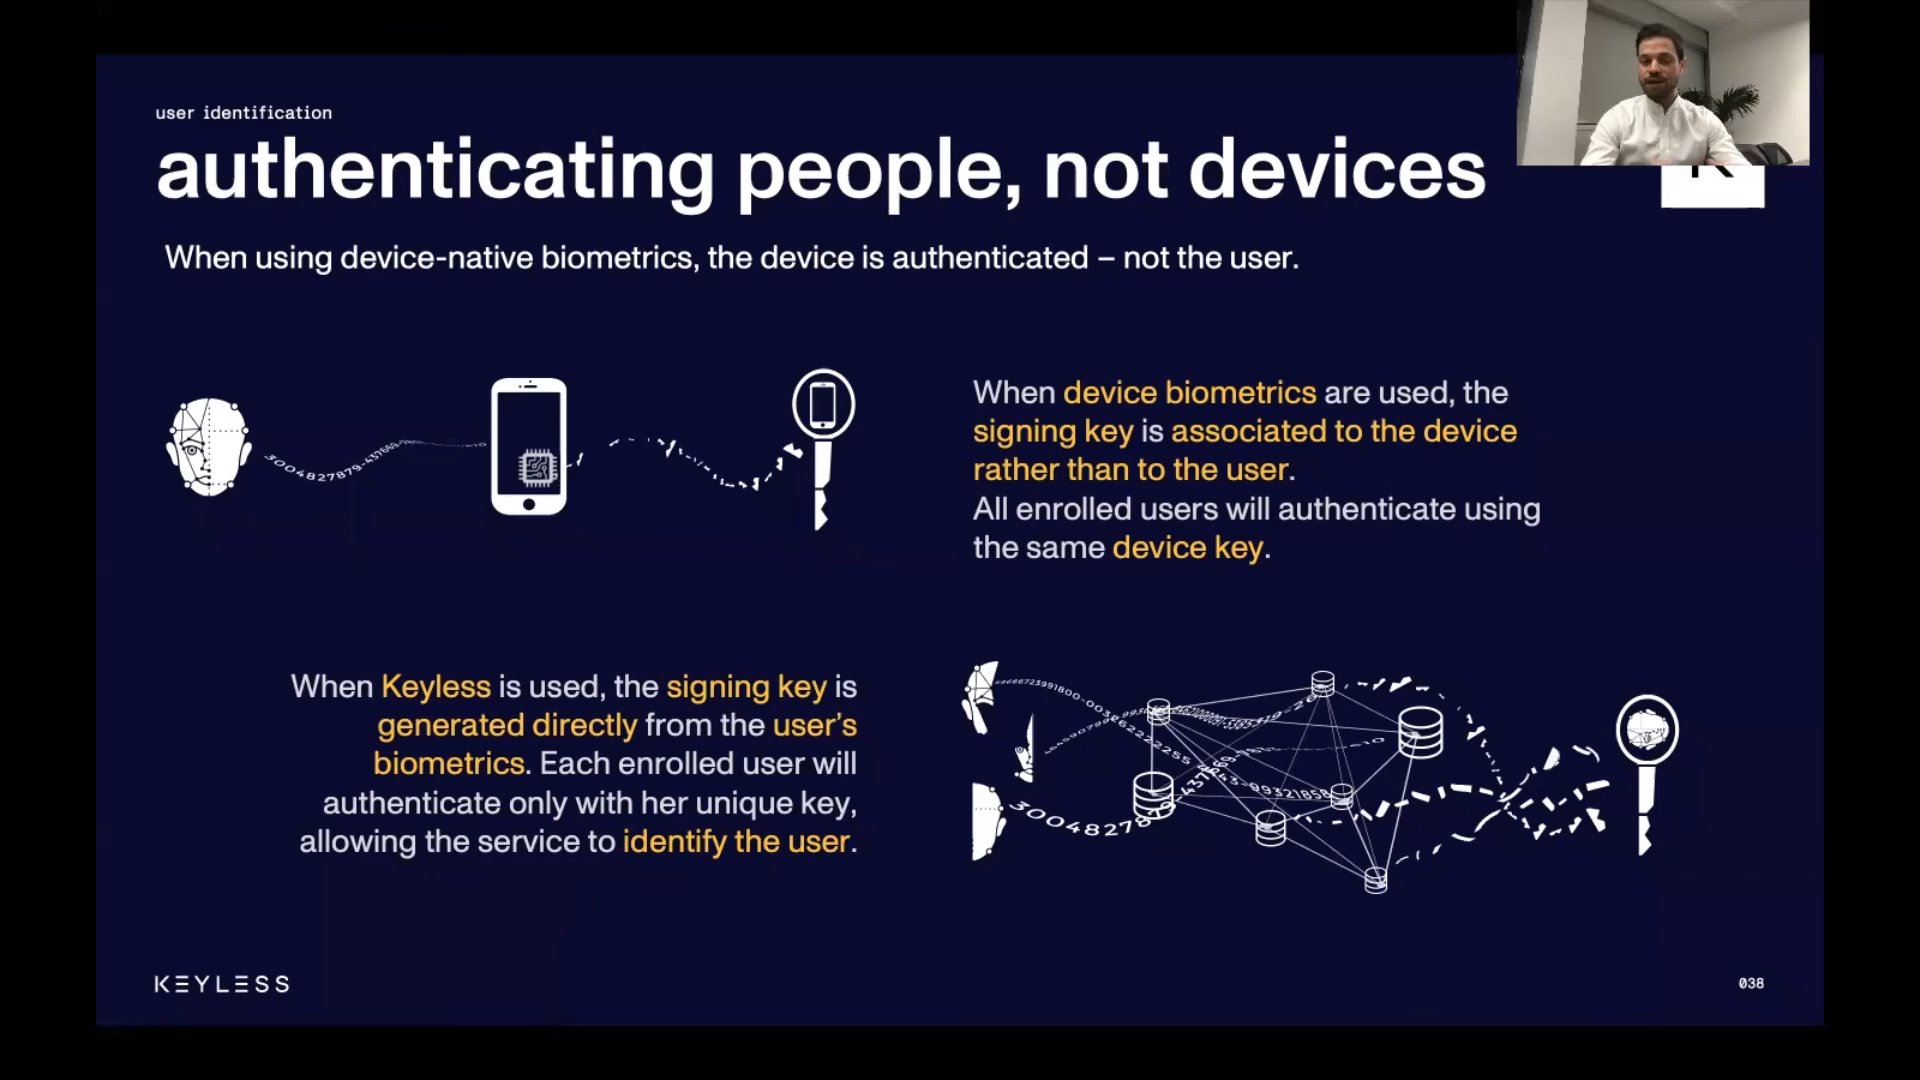 user identification
authenticating people, not devices
When using device-native biometrics, the device is authenticated – not the user.
When device biometrics are used, the
signing key is associated to the device
rather than to the user.
All enrolled users will authenticate using
the same device key.
When Keyless is used, the signing key is
generated directly from the user's
biometrics. Each enrolled user will
authenticate only with her unique key,
allowing the service to identify the user.
KEYLESS
038